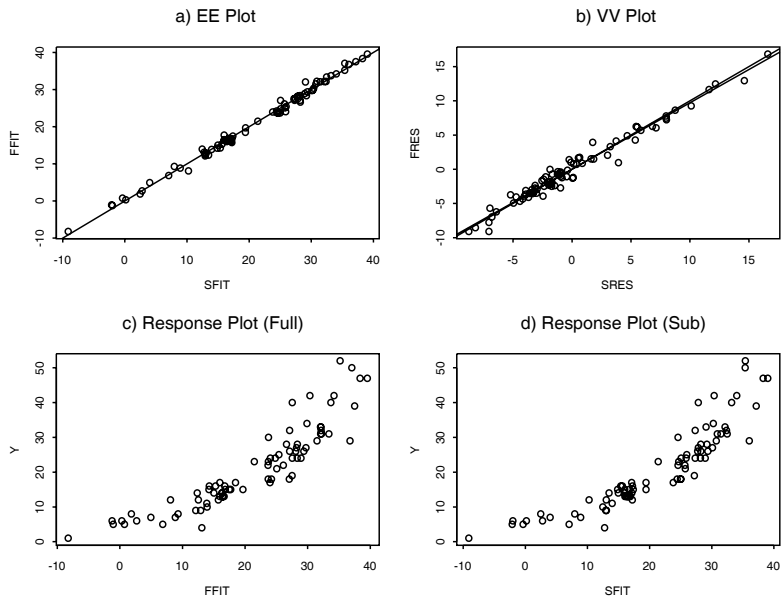 a) EE Plot
FFIT
-10 0 10 20 30 40
-10 0 10 20 30 40
SFIT
b) VV Plot
FRES
-10 -5 0 5 10 15
-5 0 5 10 15
SRES
c) Response Plot (Full)
Y
0 10 20 30 40 50
-10 0 10 20 30 40
FFIT
d) Response Plot (Sub)
Y
0 10 20 30 40 50
-10 0 10 20 30 40
SFIT